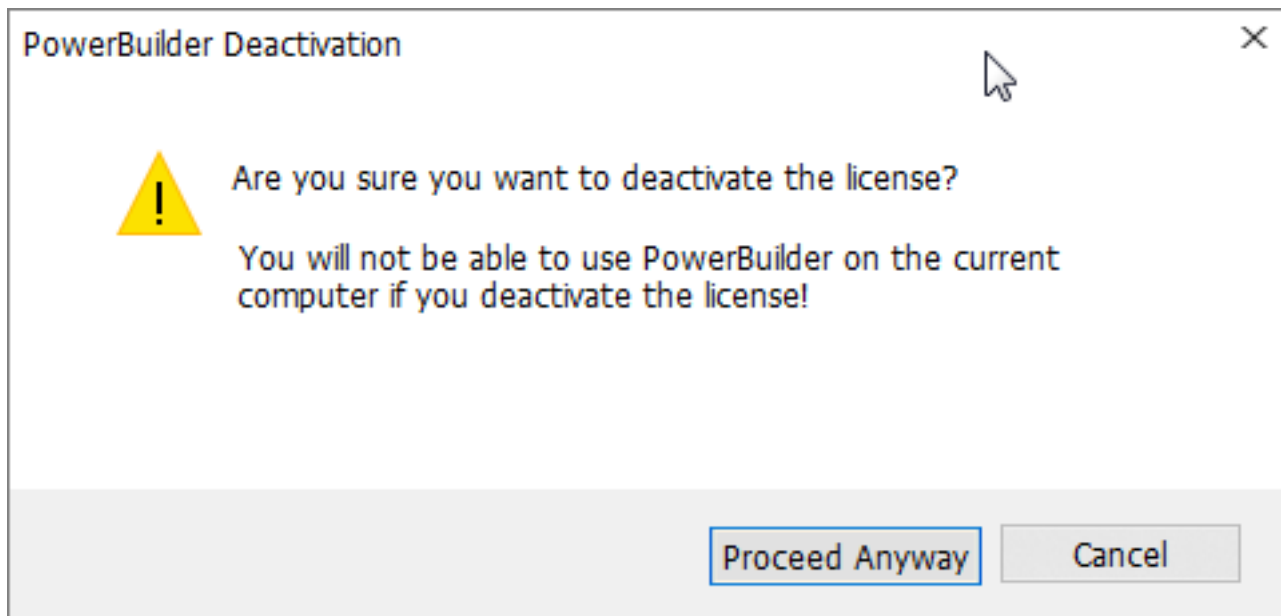 PowerBuilder Deactivation
Are you sure you want to deactivate the license?
You will not be able to use PowerBuilder on the current
computer if you deactivate the license!
Proceed Anyway
Cancel